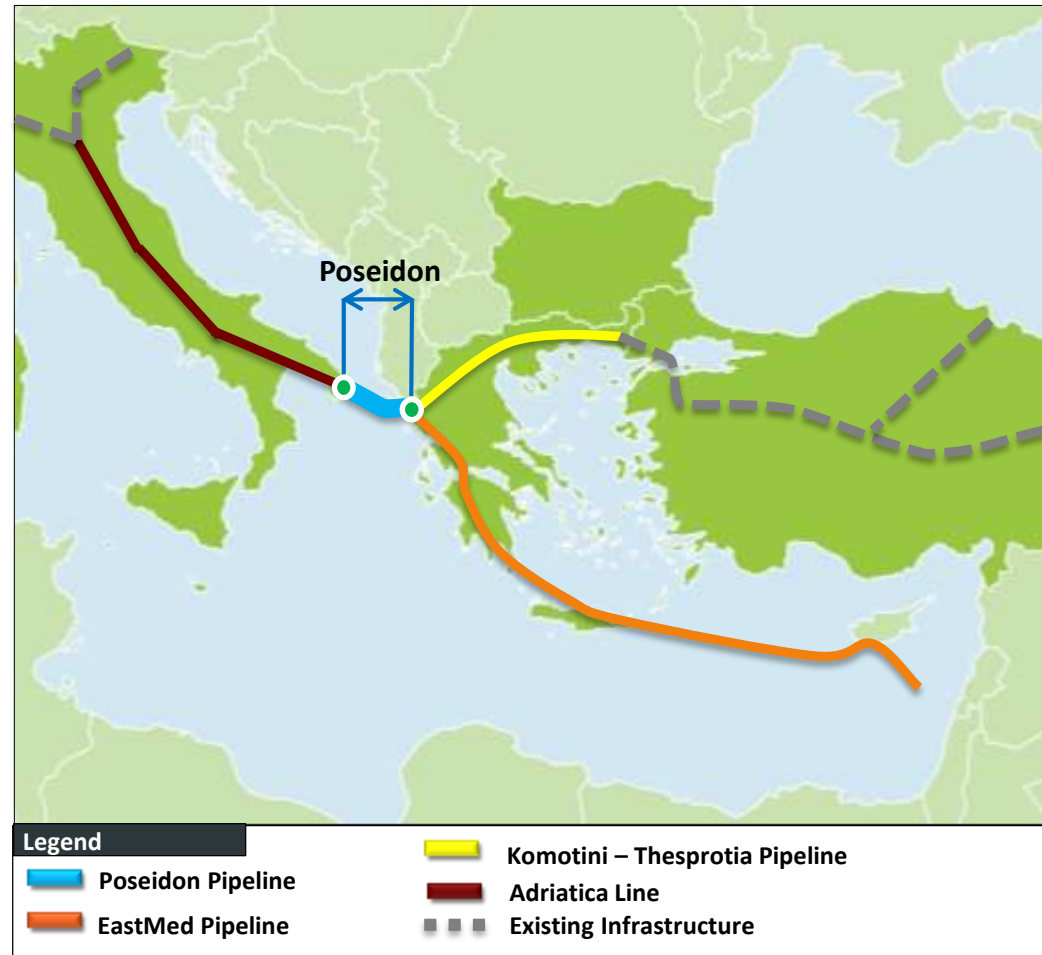 Poseidon
Legend
Poseidon Pipeline
EastMed Pipeline
Komotini – Thesprotia Pipeline
Adriatica Line
Existing Infrastructure